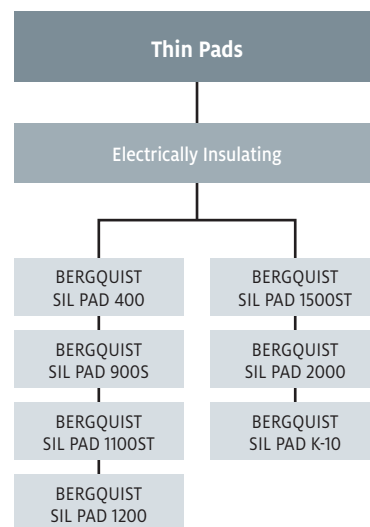 Thin Pads
Electrically Insulating
BERGQUIST
SIL PAD 400
BERGQUIST
SIL PAD 900S
BERGQUIST
SIL PAD 1100ST
BERGQUIST
SIL PAD 1200
BERGQUIST
SIL PAD 1500ST
BERGQUIST
SIL PAD 2000
BERGQUIST
SIL PAD K-10